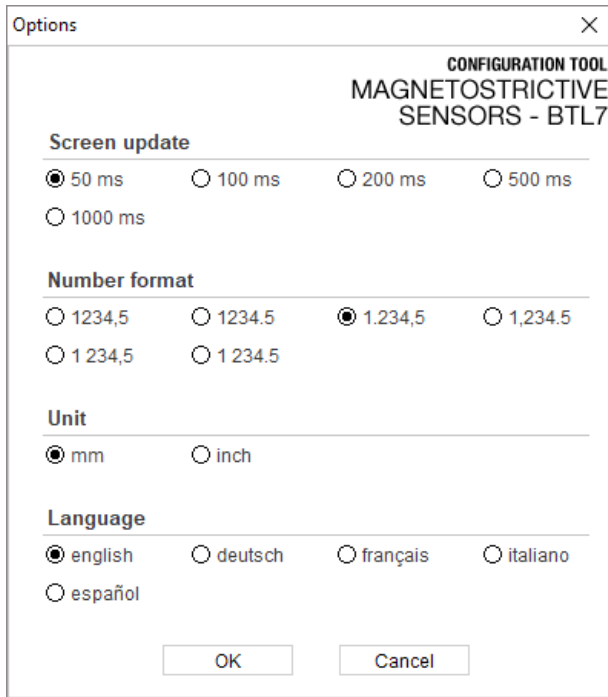 Options
CONFIGURATION TOOL
MAGNETOSTRICTIVE
SENSORS - BTL7
Screen update
50 ms 100 ms 200 ms 500 ms
1000 ms
Number format
1234,5 1234.5 1.234,5 1,234.5
1 234,5 1 234.5
Unit
mm inch
Language
english deutsch français italiano
español
OK Cancel